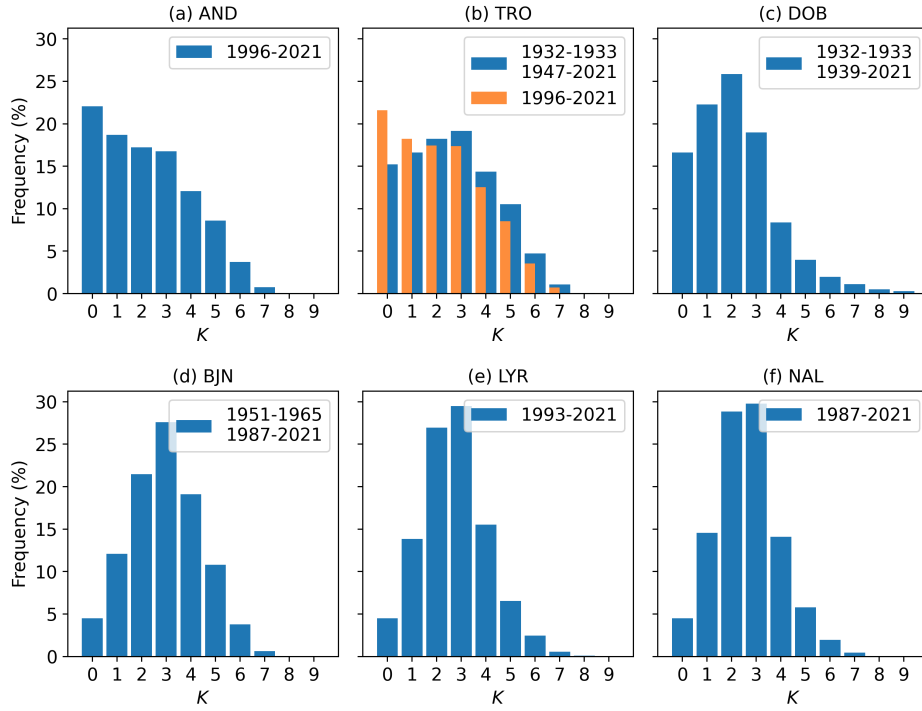 (a) AND
(b) TRO
(c) DOB
1996-2021
1932-1933
1947-2021
1996-2021
1932-1933
1939-2021
Frequency (%)
30
25
20
15
10
5
0
0 1 2 3 4 5 6 7 8 9
0 1 2 3 4 5 6 7 8 9
0 1 2 3 4 5 6 7 8 9
K
K
K
(d) BJN
(e) LYR
(f) NAL
1951-1965
1987-2021
1993-2021
1987-2021
Frequency (%)
30
25
20
15
10
5
0
0 1 2 3 4 5 6 7 8 9
0 1 2 3 4 5 6 7 8 9
0 1 2 3 4 5 6 7 8 9
K
K
K